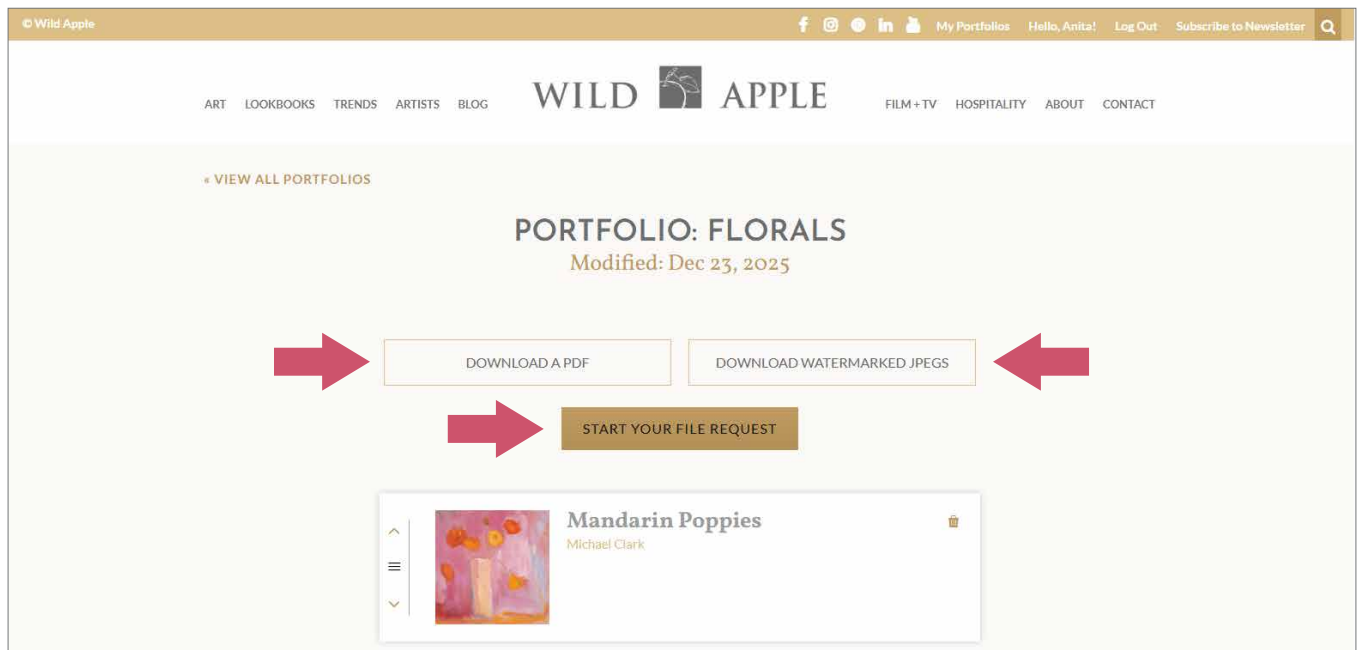 © Wild Apple
My Portfolios Hello, Anita! Log Out Subscribe to Newsletter
ART LOOKBOOKS TRENDS ARTISTS BLOG
WILD APPLE
FILM + TV HOSPITALITY ABOUT CONTACT
« VIEW ALL PORTFOLIOS
PORTFOLIO: FLORALS
Modified: Dec 23, 2025
DOWNLOAD A PDF
DOWNLOAD WATERMARKED JPEGS
START YOUR FILE REQUEST
Mandarin Poppies
Michael Clark